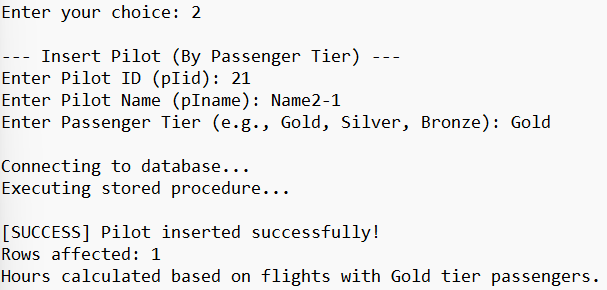 Enter your choice: 2
--- Insert Pilot (By Passenger Tier) ---
Enter Pilot ID (pIid): 21
Enter Pilot Name (pIname): Name2-1
Enter Passenger Tier (e.g., Gold, Silver, Bronze): Gold
Connecting to database...
Executing stored procedure...
[SUCCESS] Pilot inserted successfully!
Rows affected: 1
Hours calculated based on flights with Gold tier passengers.